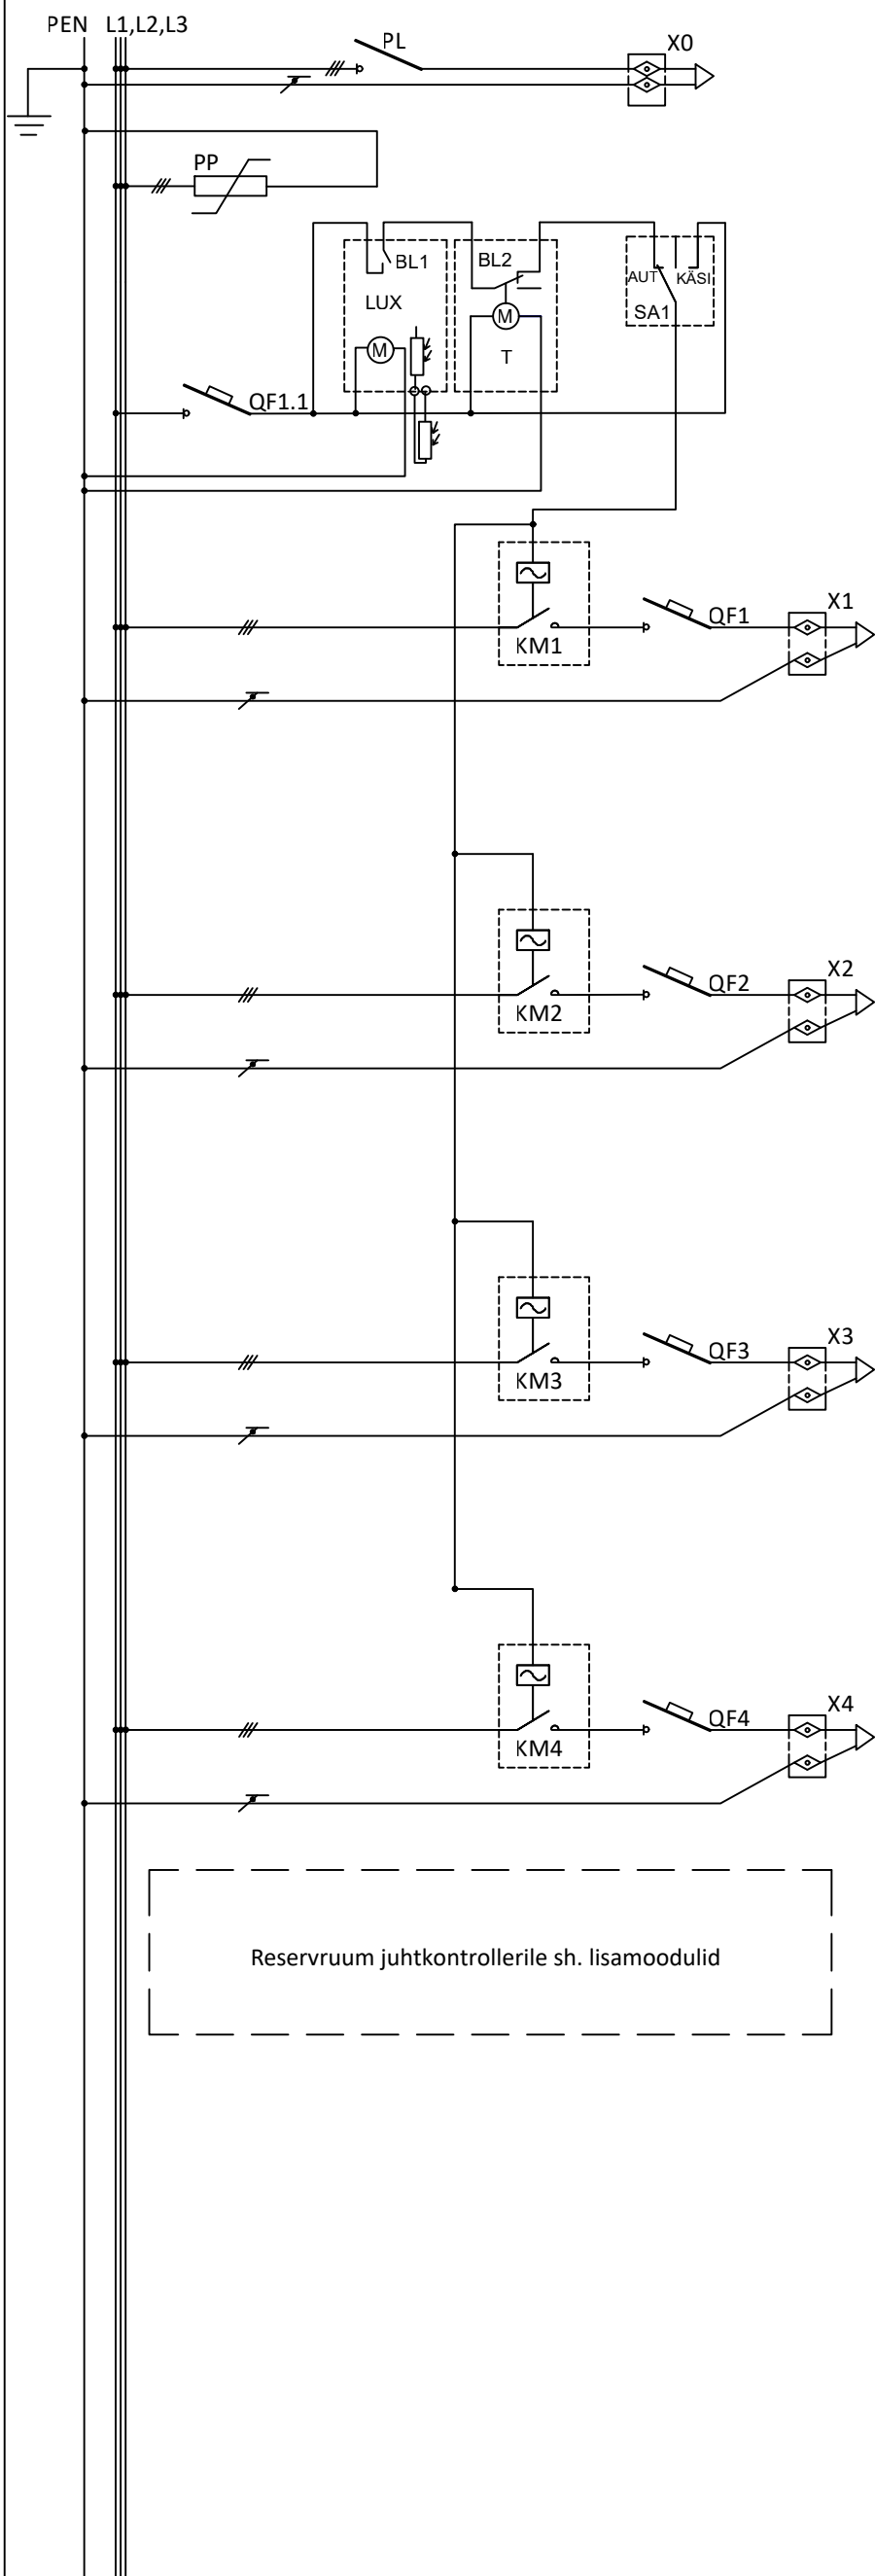 PEN L1,L2,L3
PL
X0
PP
BL1
BL2
AUT
KÄSI
LUX
SA1
M
M
T
QF1.1
KM1
QF1
X1
KM2
QF2
X2
KM3
QF3
X3
KM4
QF4
X4
Reservruum juhtkontrollerile sh. lisamoodulid